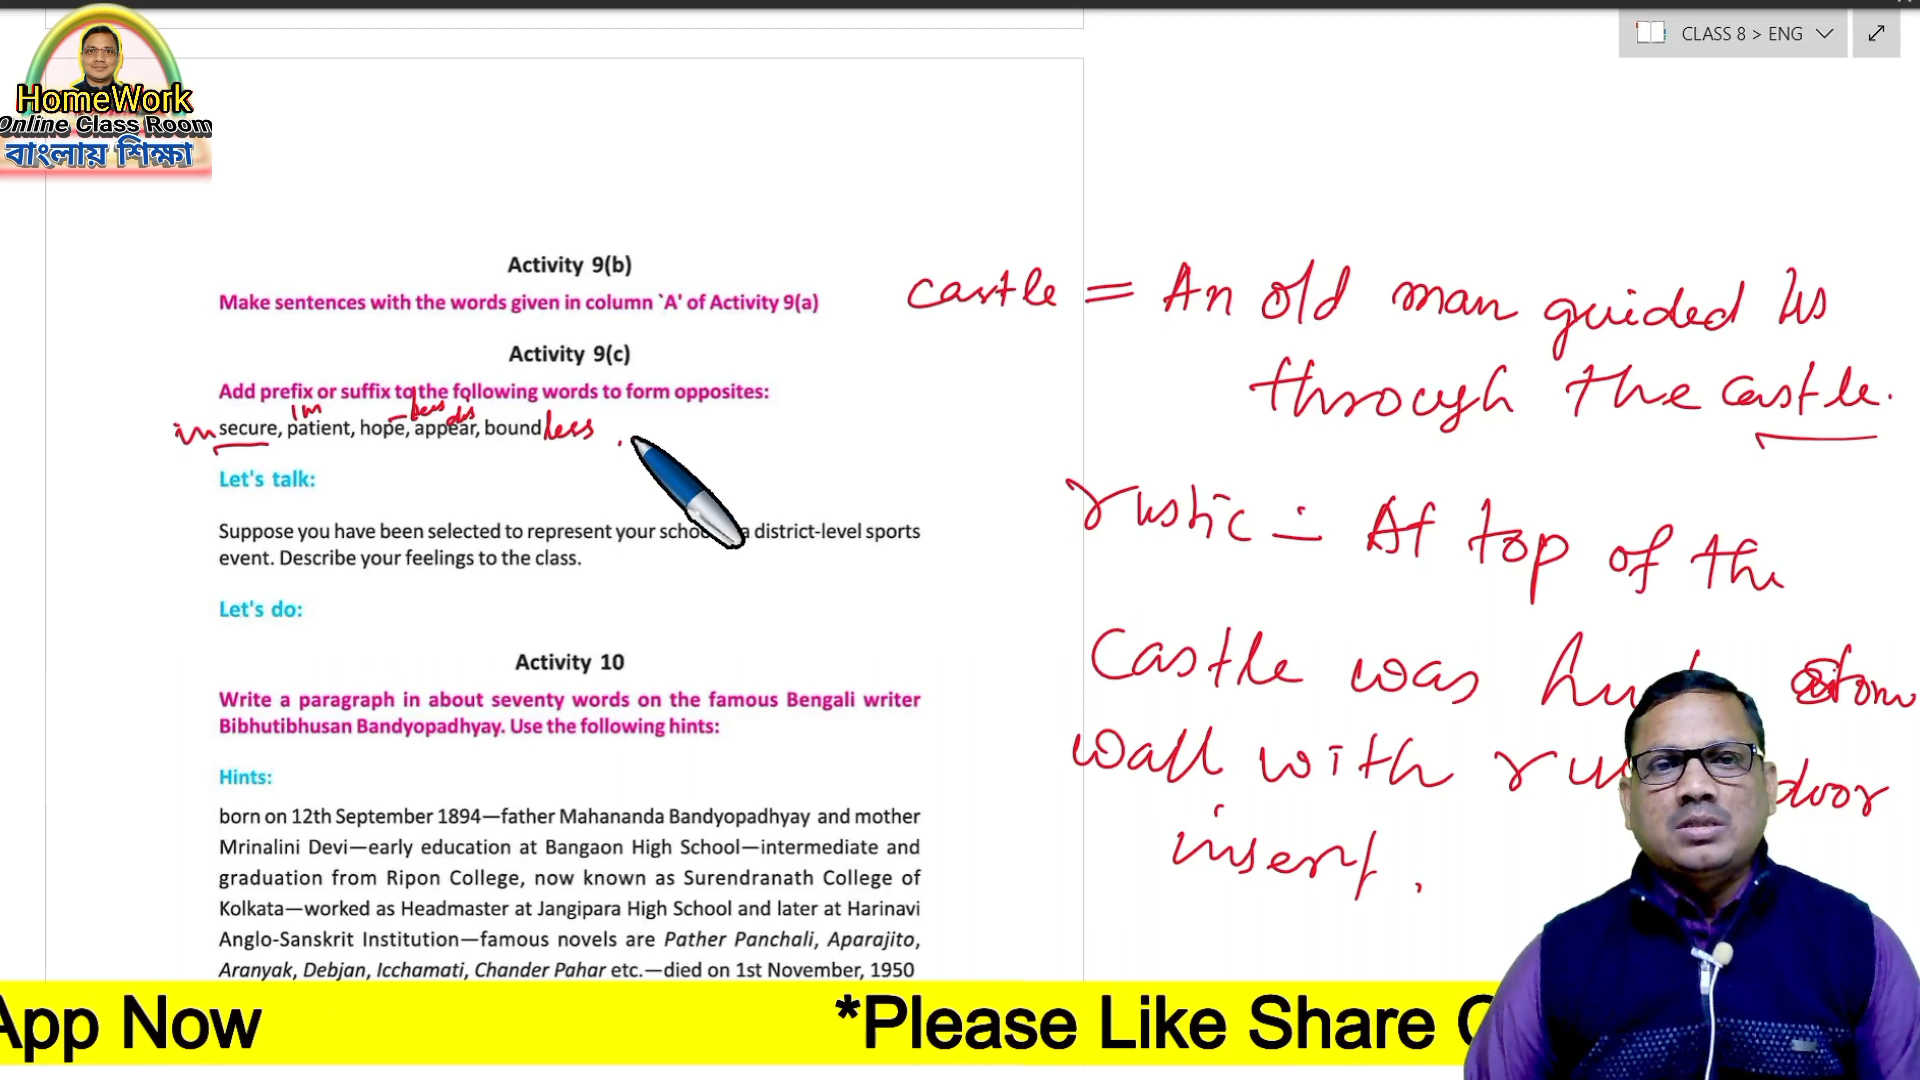 CLASS 8 > ENG
HomeWork
Online Class Room
বাংলায় শিক্ষা
Activity 9(b)
Make sentences with the words given in column `A' of Activity 9(a)
Activity 9(c)
Add prefix or suffix to the following words to form opposites:
im less dis
in secure, patient, hope, appear, bound less
Let's talk:
Suppose you have been selected to represent your a district-level sports
event. Describe your feelings to the class.
Let's do:
Activity 10
Write a paragraph in about seventy words on the famous Bengali writer
Bibhutibhusan Bandyopadhyay. Use the following hints:
Hints:
born on 12th September 1894—father Mahananda Bandyopadhyay and mother
Mrinalini Devi—early education at Bangaon High School—intermediate and
graduation from Ripon College, now known as Surendranath College of
Kolkata—worked as Headmaster at Jangipara High School and later at Harinavi
Anglo-Sanskrit Institution—famous novels are Pather Panchali, Aparajito,
Aranyak, Debjan, Icchamati, Chander Pahar etc.—died on 1st November, 1950
castle = An old man guided us
through the castle.
rustic = At top of the
Castle was
wall with door
insert.
App Now *Please Like Share